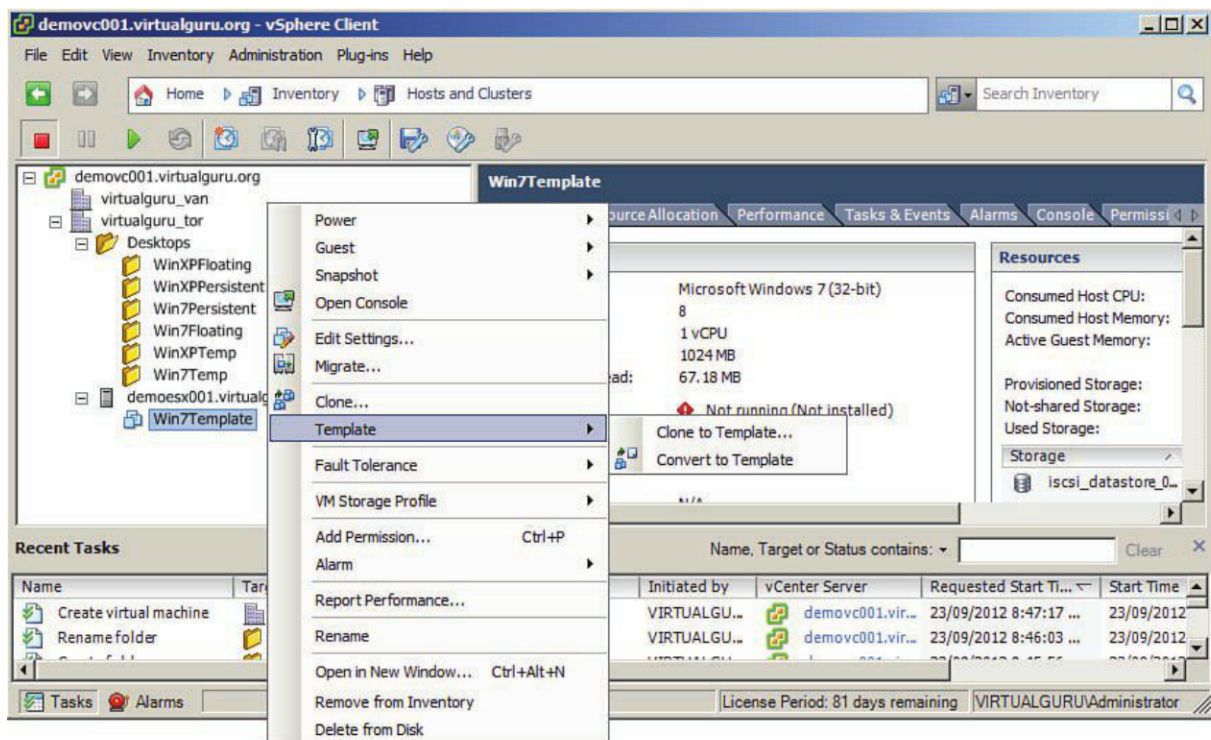 demovc001.virtualguru.org - vSphere Client
File Edit View Inventory Administration Plug-ins Help
Home Inventory Hosts and Clusters
Search Inventory
demovc001.virtualguru.org
virtualguru_van
virtualguru_tor
Desktops
WinXPFloating
WinXPPersistent
Win7Persistent
Win7Floating
WinXPTemp
Win7Temp
demoesx001.virtualg
Win7Template
Power
Guest
Snapshot
Open Console
Edit Settings...
Migrate...
Clone...
Template
Fault Tolerance
VM Storage Profile
Add Permission... Ctrl+P
Alarm
Report Performance...
Rename
Open in New Window... Ctrl+Alt+N
Remove from Inventory
Delete from Disk
Clone to Template...
Convert to Template
Win7Template
ource Allocation Performance Tasks & Events Alarms Console Permissi
Microsoft Windows 7 (32-bit)
8
1 vCPU
1024 MB
ead: 67.18 MB
Not running (Not installed)
Resources
Consumed Host CPU:
Consumed Host Memory:
Active Guest Memory:
Provisioned Storage:
Not-shared Storage:
Used Storage:
Storage
iscsi_datastore_0...
Recent Tasks
Name, Target or Status contains: Clear
Name Tar Initiated by vCenter Server Requested Start Ti... Start Time
Create virtual machine VIRTUALGU... demovc001.vir... 23/09/2012 8:47:17 ... 23/09/2012
Rename folder VIRTUALGU... demovc001.vir... 23/09/2012 8:46:03 ... 23/09/2012
Tasks Alarms License Period: 81 days remaining VIRTUALGURU\Administrator